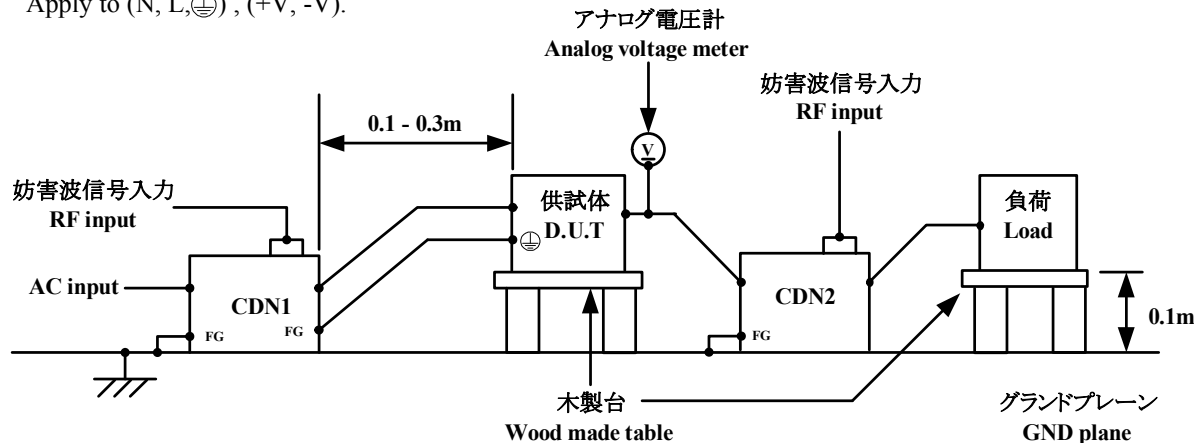 Apply to (N, L,⏚) , (+V, -V).
アナログ電圧計
Analog voltage meter
妨害波信号入力
RF input
0.1 - 0.3m
V
妨害波信号入力
RF input
供試体
D.U.T
負荷
Load
AC input
CDN1
FG
FG
CDN2
FG
0.1m
木製台
Wood made table
グランドプレーン
GND plane